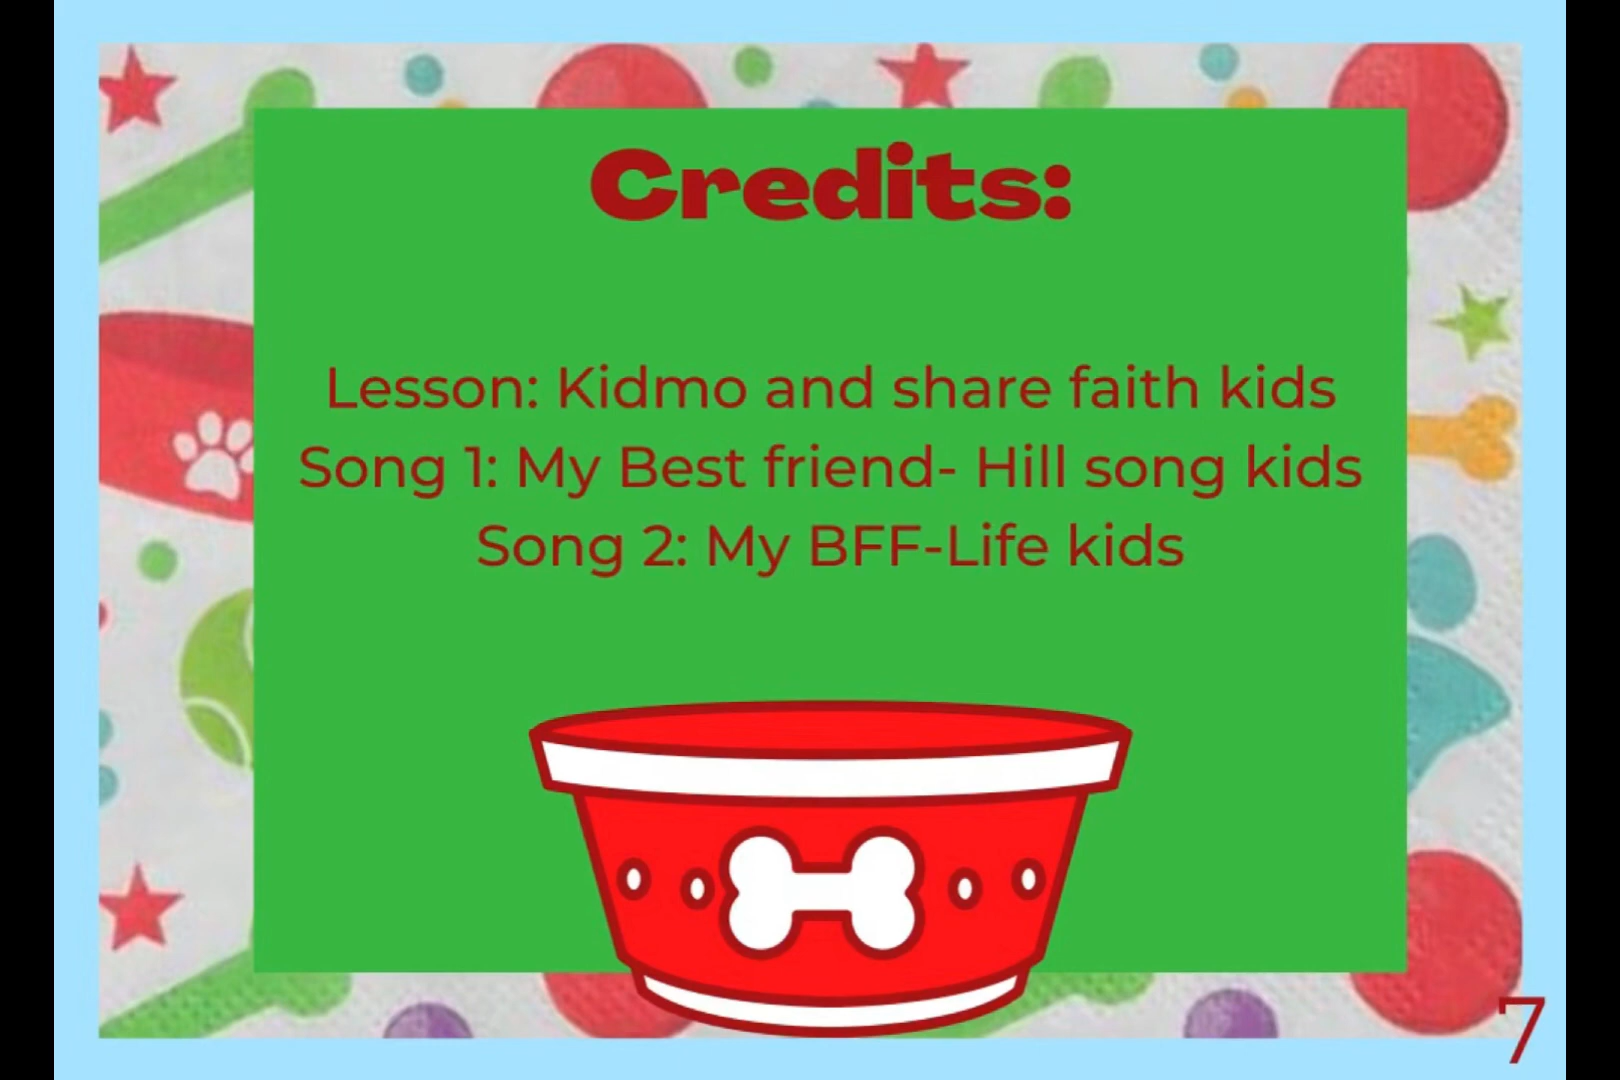 Credits:
Lesson: Kidmo and share faith kids
Song 1: My Best friend- Hill song kids
Song 2: My BFF-Life kids
7